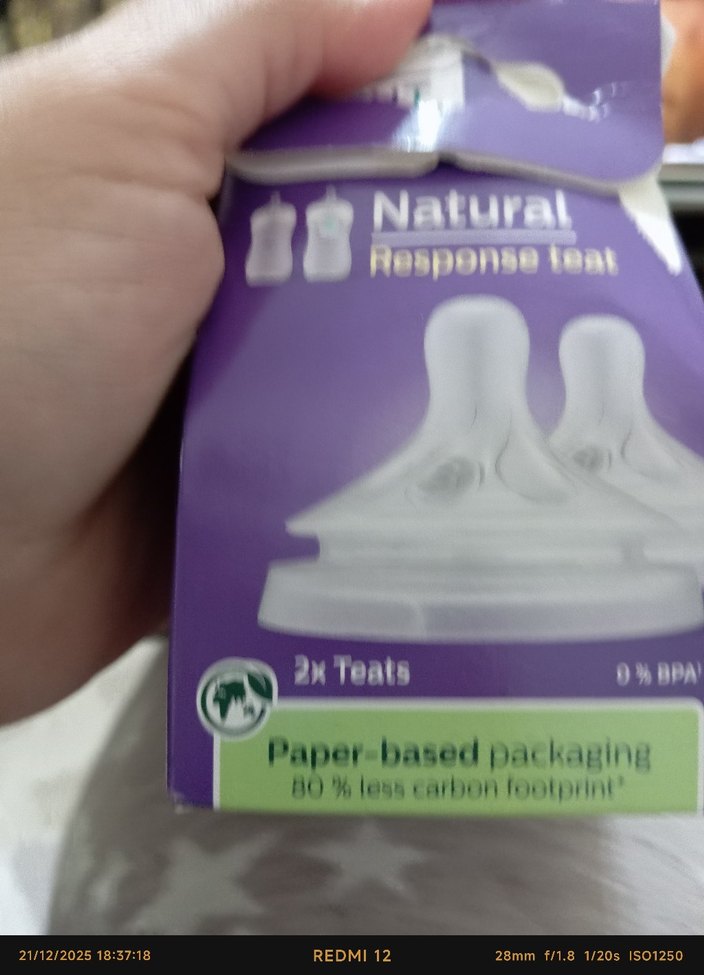 Natural
Response teat
2x Teats
0 % BPA¹
Paper-based packaging
80 % less carbon footprint*
21/12/2025 18:37:18
REDMI 12
28mm f/1.8 1/20s ISO1250